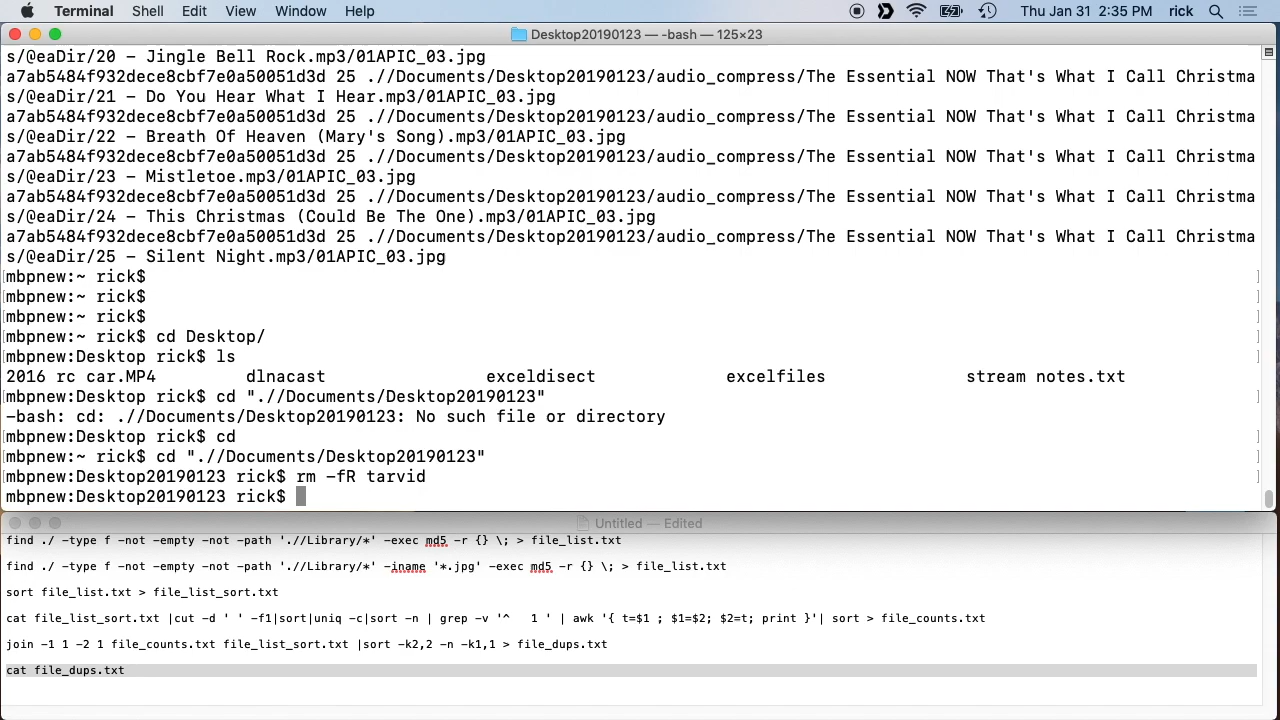 Terminal Shell Edit View Window Help Thu Jan 31 2:35 PM rick
Desktop20190123 — -bash — 125×23
s/@eaDir/20 - Jingle Bell Rock.mp3/01APIC_03.jpg
a7ab5484f932dece8cbf7e0a50051d3d 25 .//Documents/Desktop20190123/audio_compress/The Essential NOW That's What I Call Christma
s/@eaDir/21 - Do You Hear What I Hear.mp3/01APIC_03.jpg
a7ab5484f932dece8cbf7e0a50051d3d 25 .//Documents/Desktop20190123/audio_compress/The Essential NOW That's What I Call Christma
s/@eaDir/22 - Breath Of Heaven (Mary's Song).mp3/01APIC_03.jpg
a7ab5484f932dece8cbf7e0a50051d3d 25 .//Documents/Desktop20190123/audio_compress/The Essential NOW That's What I Call Christma
s/@eaDir/23 - Mistletoe.mp3/01APIC_03.jpg
a7ab5484f932dece8cbf7e0a50051d3d 25 .//Documents/Desktop20190123/audio_compress/The Essential NOW That's What I Call Christma
s/@eaDir/24 - This Christmas (Could Be The One).mp3/01APIC_03.jpg
a7ab5484f932dece8cbf7e0a50051d3d 25 .//Documents/Desktop20190123/audio_compress/The Essential NOW That's What I Call Christma
s/@eaDir/25 - Silent Night.mp3/01APIC_03.jpg
[mbpnew:~ rick$ ]
[mbpnew:~ rick$ ]
[mbpnew:~ rick$ ]
[mbpnew:~ rick$ cd Desktop/ ]
[mbpnew:Desktop rick$ ls ]
2016 rc car.MP4 dlnacast exceldisect excelfiles stream notes.txt
[mbpnew:Desktop rick$ cd ".//Documents/Desktop20190123" ]
-bash: cd: .//Documents/Desktop20190123: No such file or directory
[mbpnew:Desktop rick$ cd ]
[mbpnew:~ rick$ cd ".//Documents/Desktop20190123" ]
[mbpnew:Desktop20190123 rick$ rm -fR tarvid ]
mbpnew:Desktop20190123 rick$
Untitled — Edited
find ./ -type f -not -empty -not -path './/Library/*' -exec md5 -r {} \; > file_list.txt
find ./ -type f -not -empty -not -path './/Library/*' -iname '*.jpg' -exec md5 -r {} \; > file_list.txt
sort file_list.txt > file_list_sort.txt
cat file_list_sort.txt |cut -d ' ' -f1|sort|uniq -c|sort -n | grep -v '^   1 ' | awk '{ t=$1 ; $1=$2; $2=t; print }'| sort > file_counts.txt
join -1 1 -2 1 file_counts.txt file_list_sort.txt |sort -k2,2 -n -k1,1 > file_dups.txt
cat file_dups.txt